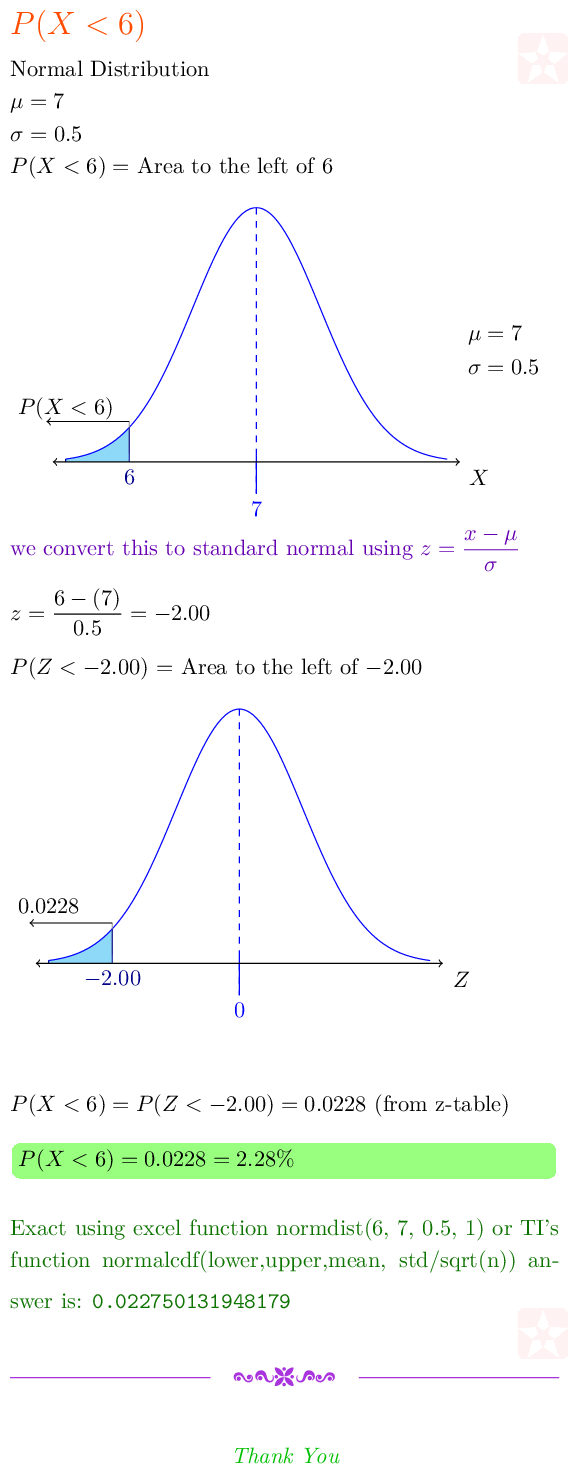 P(X < 6)
Normal Distribution
μ = 7
σ = 0.5
P(X < 6) = Area to the left of 6
μ = 7
σ = 0.5
P(X < 6)
6
X
7
we convert this to standard normal using z = (x − μ)/σ
z = (6 − (7))/0.5 = −2.00
P(Z < −2.00) = Area to the left of −2.00
0.0228
−2.00
Z
0
P(X < 6) = P(Z < −2.00) = 0.0228 (from z-table)
P(X < 6) = 0.0228 = 2.28%
Exact using excel function normdist(6, 7, 0.5, 1) or TI's
function normalcdf(lower,upper,mean, std/sqrt(n)) an-
swer is: 0.022750131948179
Thank You